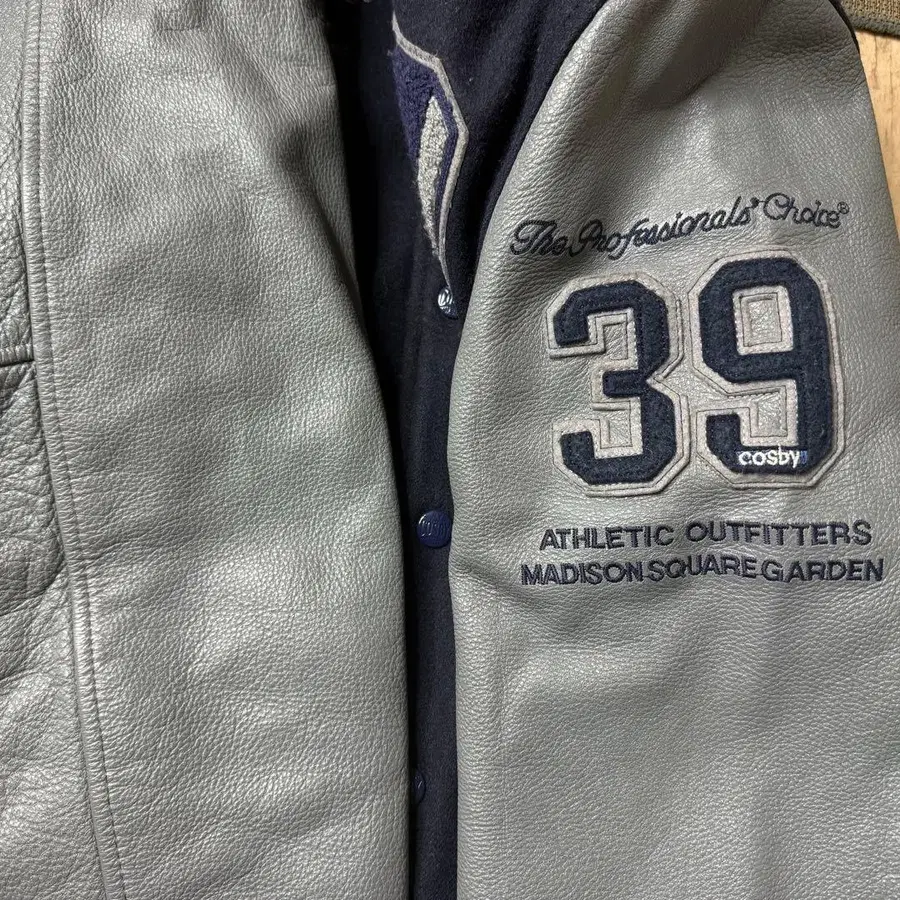 The Professionals' Choice®
39
cosby
ATHLETIC OUTFITTERS
MADISON SQUARE GARDEN